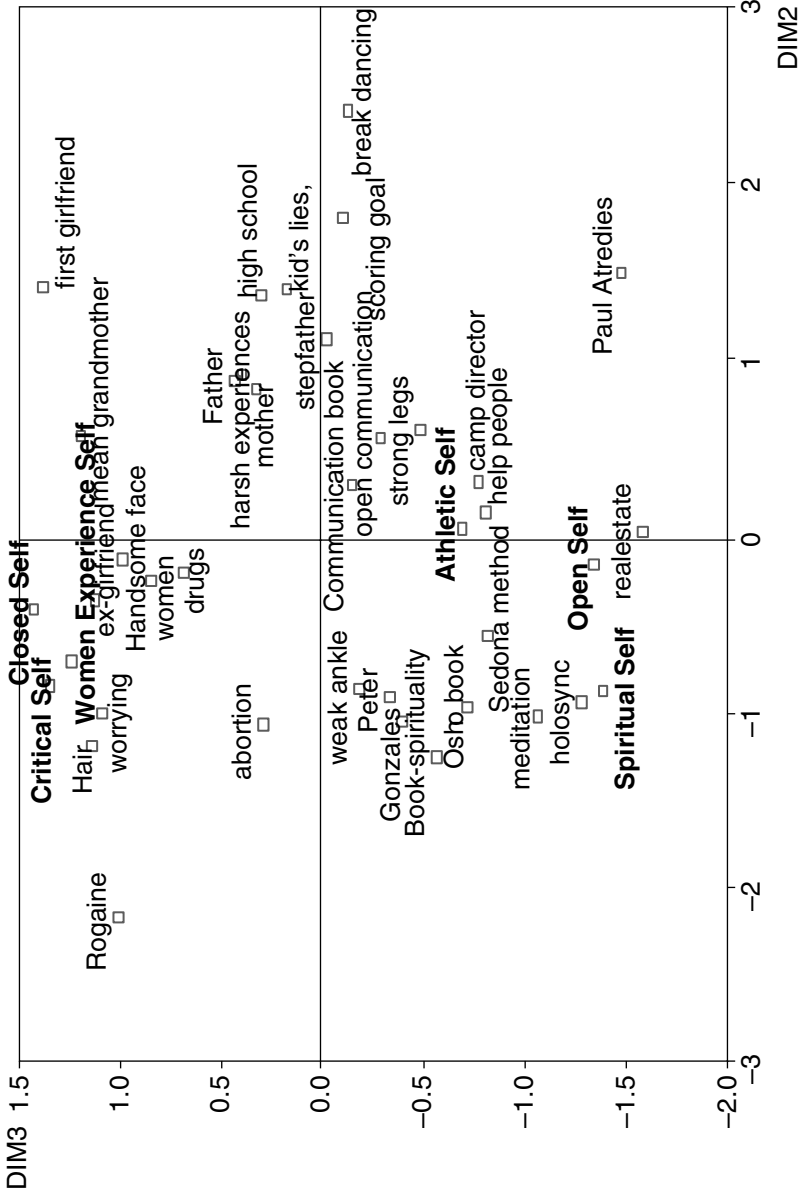 DIM3
1.5
1.0
0.0
−0.5
−1.0
−1.5
−2.0
−3
−2
−1
0
1
2
3
DIM2
Closed Self
Critical Self
Women Experience Self
first girlfriend
mean grandmother
ex-girlfriend
Handsome face
women
drugs
Hair
worrying
Rogaine
abortion
Father
harsh experiences
mother
high school
kid's lies,
stepfather
break dancing
scoring goal
Communication book
open communication
strong legs
Athletic Self
camp director
help people
weak ankle
Peter
Gonzales
Book-spirituality
Osho book
Sedona method
meditation
holosync
Spiritual Self
Open Self
realestate
Paul Atredies